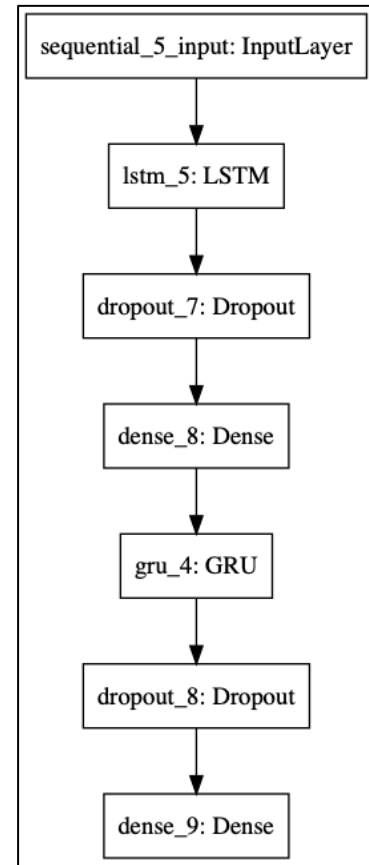 sequential_5_input: InputLayer
lstm_5: LSTM
dropout_7: Dropout
dense_8: Dense
gru_4: GRU
dropout_8: Dropout
dense_9: Dense